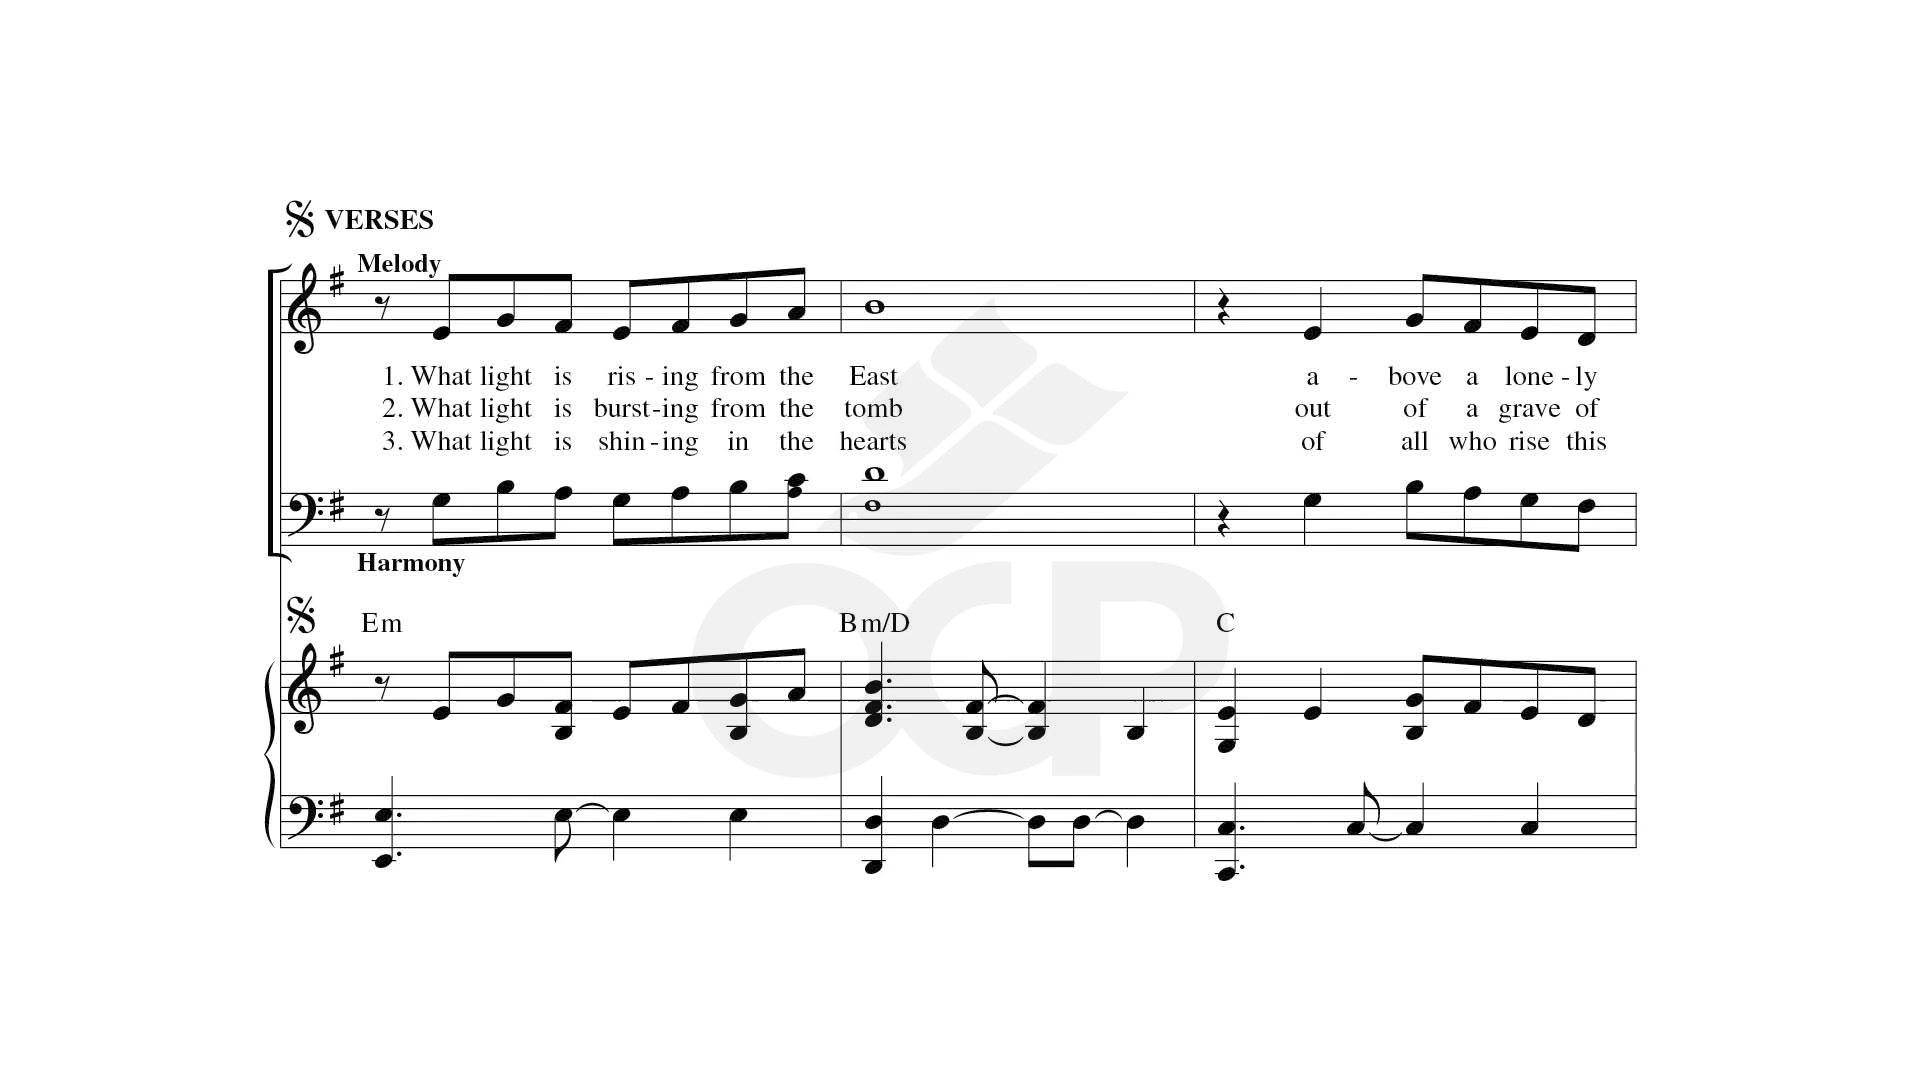 VERSES
Melody
1. What light is ris - ing from the East a - bove a lone - ly
2. What light is burst - ing from the tomb out of a grave of
3. What light is shin - ing in the hearts of all who rise this
Harmony
Em Bm/D C
OCP